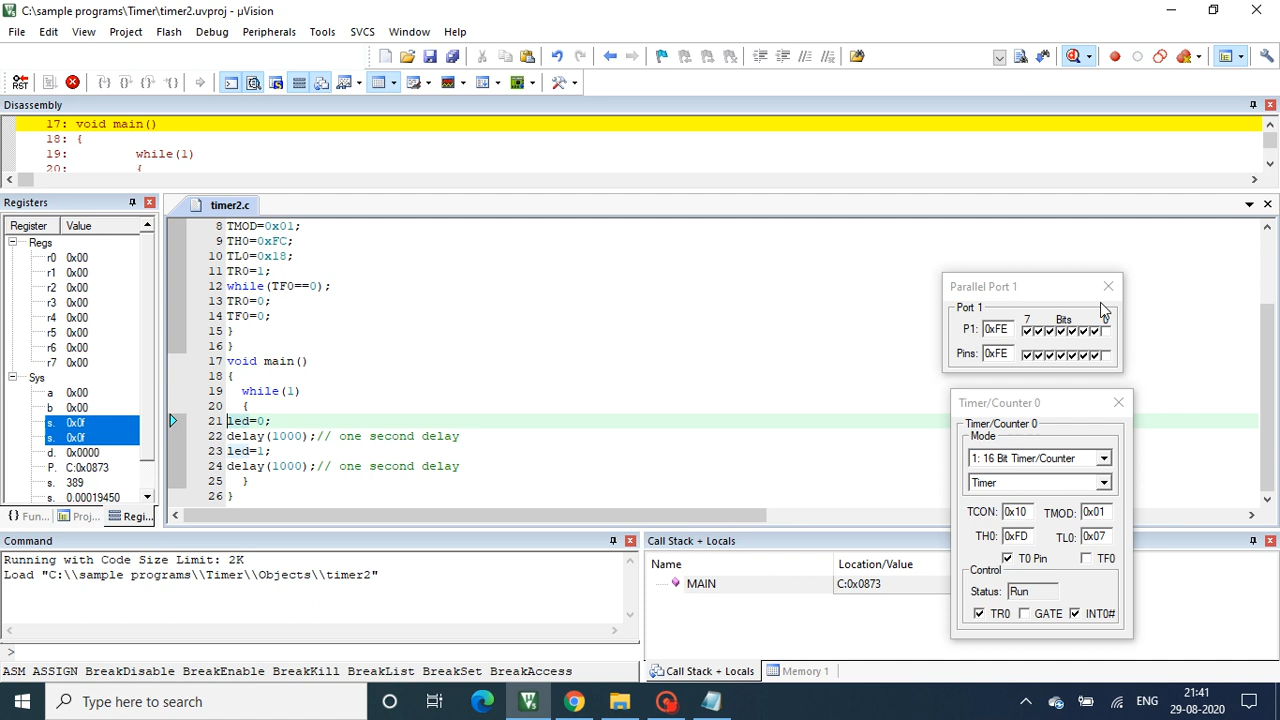 C:\sample programs\Timer\timer2.uvproj - µVision
File Edit View Project Flash Debug Peripherals Tools SVCS Window Help
RST
Disassembly
17: void main()
18: {
19: while(1)
20: {
Registers
Register Value
Regs
r0 0x00
r1 0x00
r2 0x00
r3 0x00
r4 0x00
r5 0x00
r6 0x00
r7 0x00
Sys
a 0x00
b 0x00
s. 0x0f
s. 0x0f
d. 0x0000
P. C:0x0873
s. 389
s. 0.00019450
{} Fun... Proj... Regi...
timer2.c
8 TMOD=0x01;
9 TH0=0xFC;
10 TL0=0x18;
11 TR0=1;
12 while(TF0==0);
13 TR0=0;
14 TF0=0;
15 }
16 }
17 void main()
18 {
19 while(1)
20 {
21 led=0;
22 delay(1000);// one second delay
23 led=1;
24 delay(1000);// one second delay
25 }
26 }
Parallel Port 1
Port 1
7 Bits 0
P1: 0xFE
Pins: 0xFE
Timer/Counter 0
Timer/Counter 0
Mode
1: 16 Bit Timer/Counter
Timer
TCON: 0x10 TMOD: 0x01
TH0: 0xFD TL0: 0x07
T0 Pin TF0
Control
Status: Run
TR0 GATE INT0#
Command
Running with Code Size Limit: 2K
Load "C:\\sample programs\\Timer\\Objects\\timer2"
>
ASM ASSIGN BreakDisable BreakEnable BreakKill BreakList BreakSet BreakAccess
Call Stack + Locals
Name Location/Value
MAIN C:0x0873
Call Stack + Locals Memory 1
Type here to search
ENG
21:41
29-08-2020